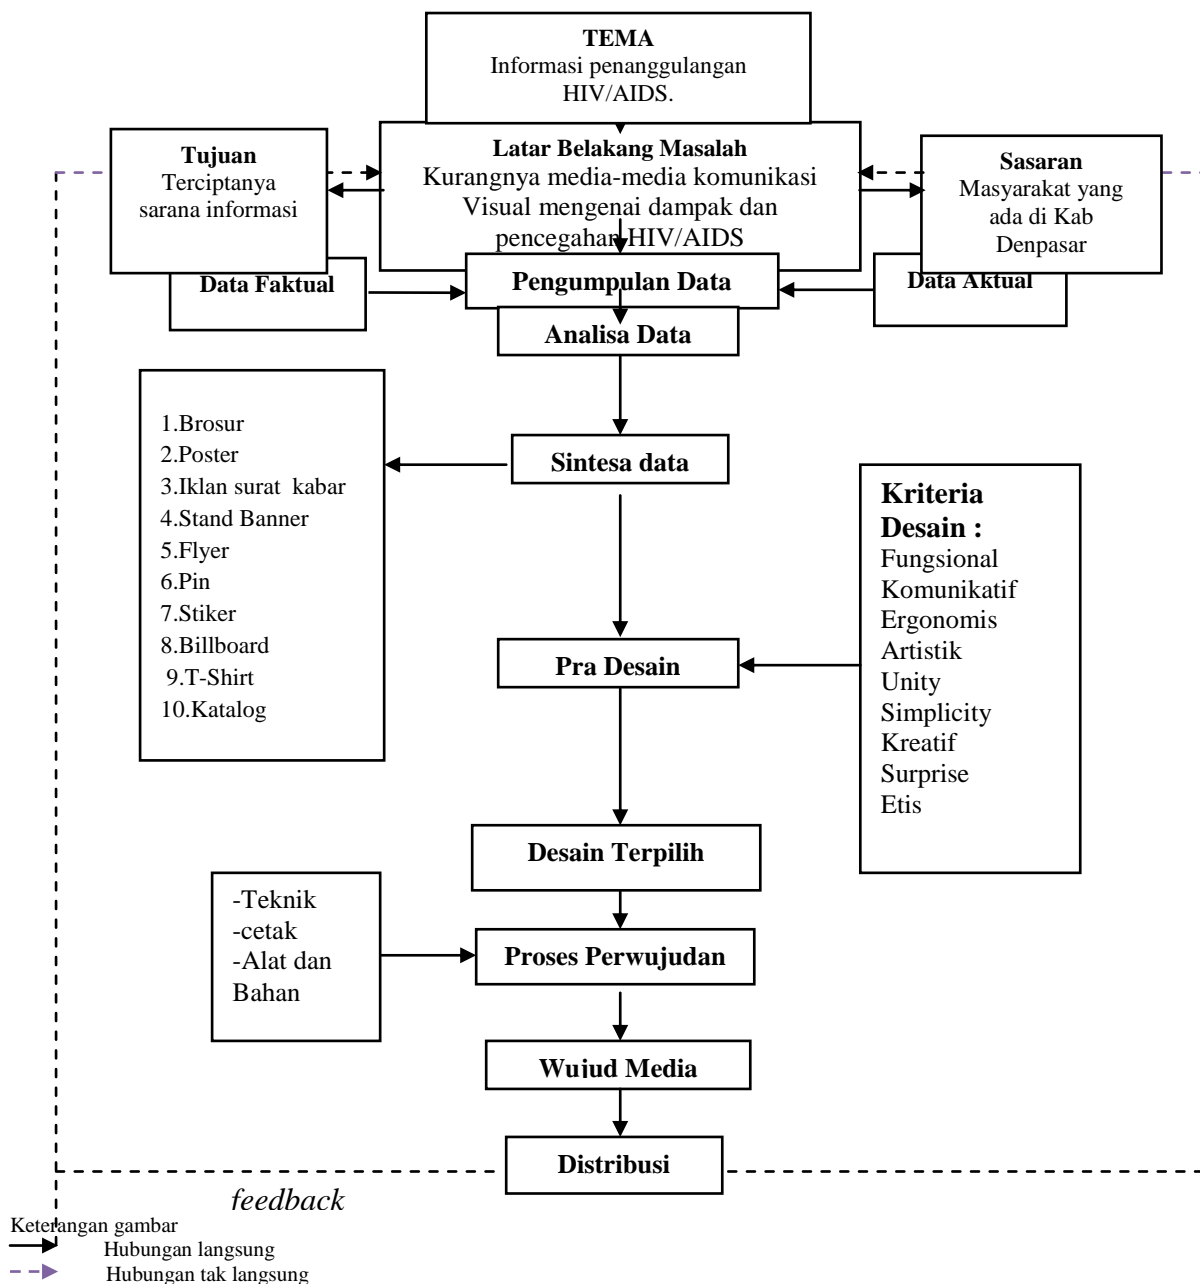 TEMA
Informasi penanggulangan
HIV/AIDS.
Tujuan
Terciptanya
sarana informasi
Latar Belakang Masalah
Kurangnya media-media komunikasi
Visual mengenai dampak dan
pencegahan HIV/AIDS
Sasaran
Masyarakat yang
ada di Kab
Denpasar
Data Faktual
Pengumpulan Data
Data Aktual
Analisa Data
1.Brosur
2.Poster
3.Iklan surat kabar
4.Stand Banner
5.Flyer
6.Pin
7.Stiker
8.Billboard
9.T-Shirt
10.Katalog
Sintesa data
Kriteria
Desain :
Fungsional
Komunikatif
Ergonomis
Artistik
Unity
Simplicity
Kreatif
Surprise
Etis
Pra Desain
Desain Terpilih
-Teknik
-cetak
-Alat dan
Bahan
Proses Perwujudan
Wujud Media
Distribusi
feedback
Keterangan gambar
Hubungan langsung
Hubungan tak langsung